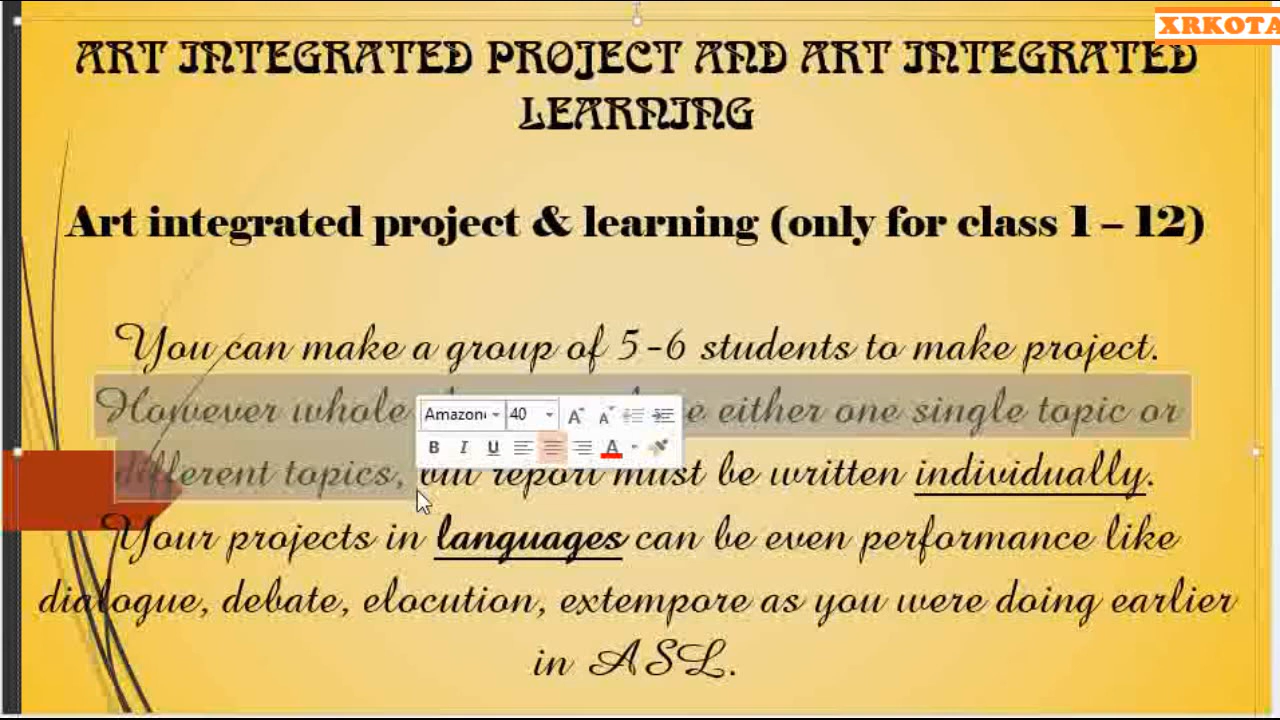 XRKOTA
ART INTEGRATED PROJECT AND ART INTEGRATED
LEARNING
Art integrated project & learning (only for class 1 – 12)
You can make a group of 5-6 students to make project.
However whole either one single topic or
Amazon 40
B I U A
different topics, but report must be written individually.
Your projects in languages can be even performance like
dialogue, debate, elocution, extempore as you were doing earlier
in ASL.